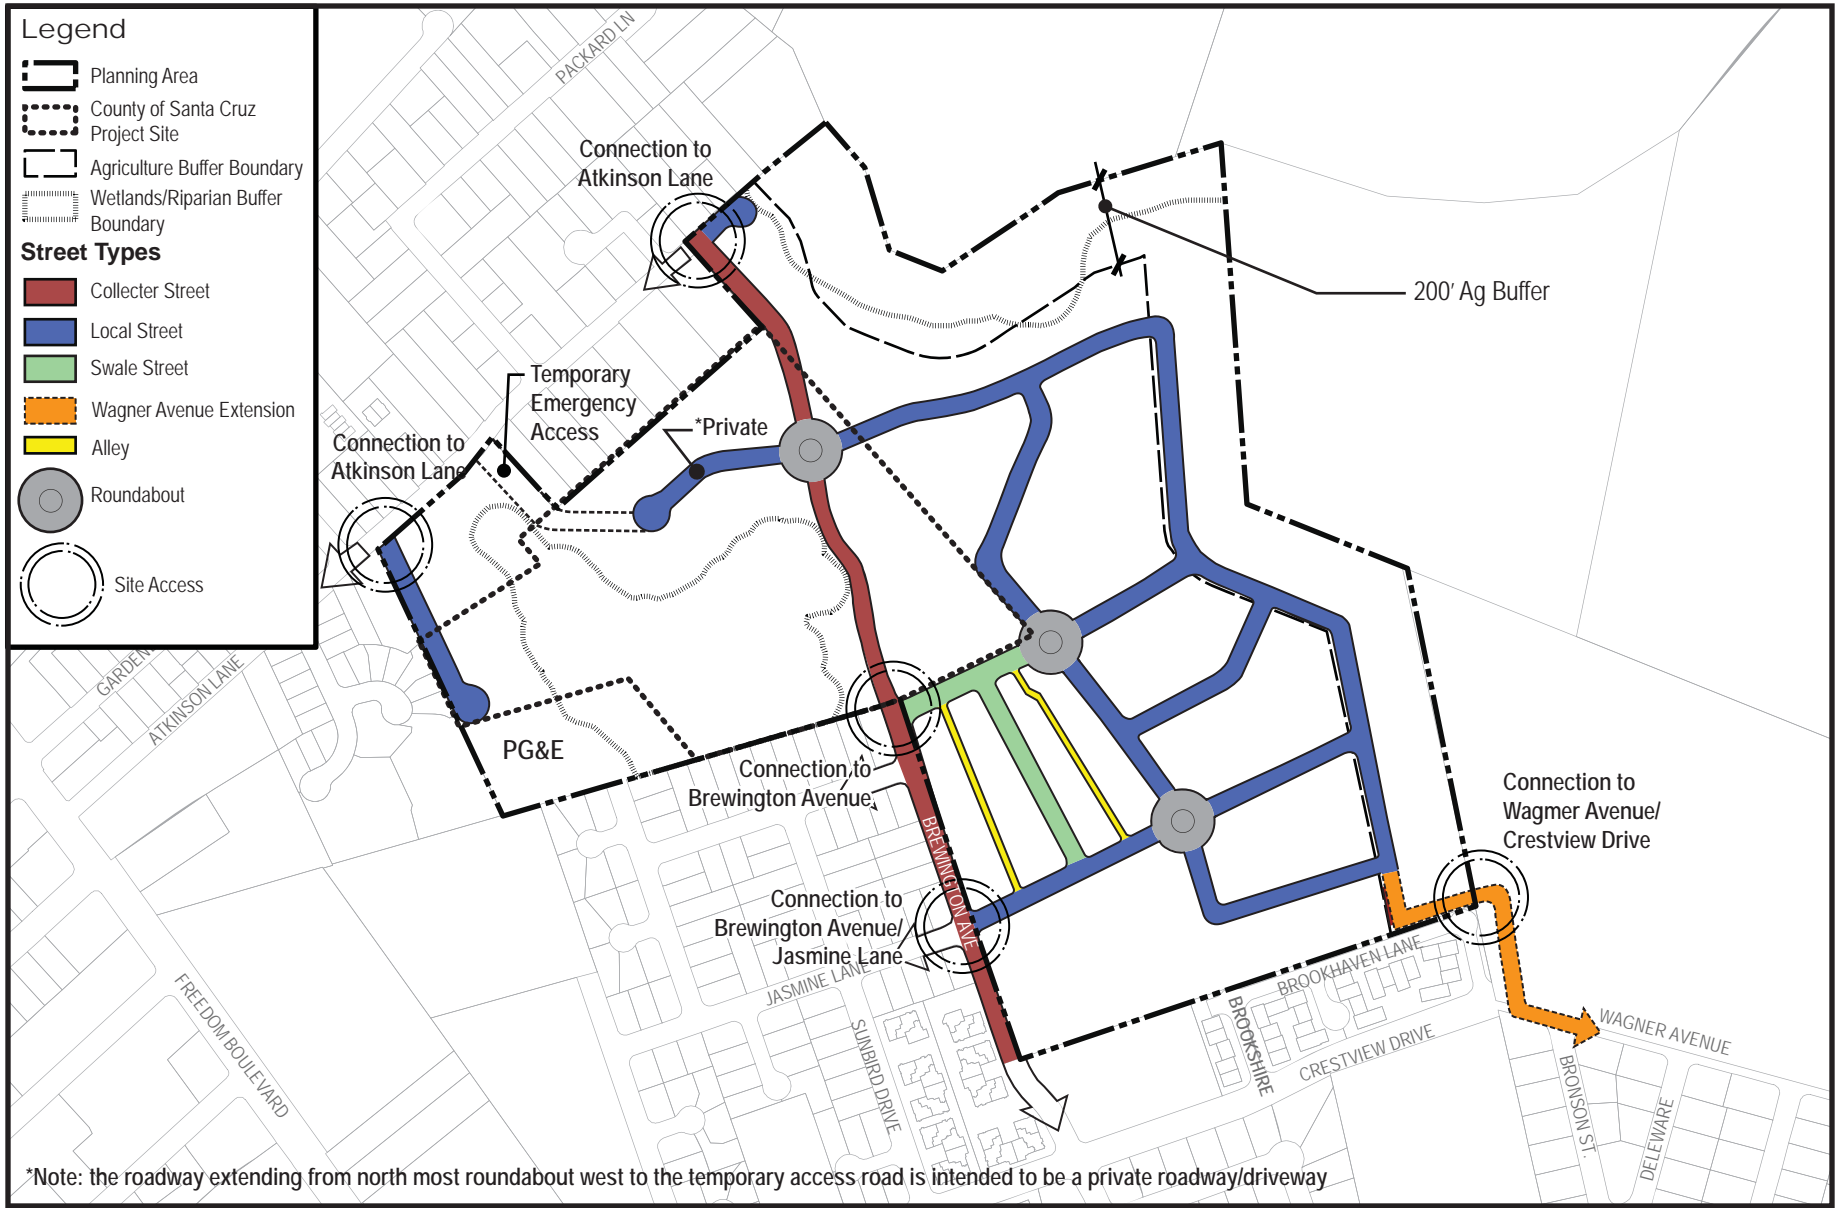 Legend
Planning Area
County of Santa Cruz
Project Site
Agriculture Buffer Boundary
Wetlands/Riparian Buffer
Boundary
Street Types
Collecter Street
Local Street
Swale Street
Wagner Avenue Extension
Alley
Roundabout
Site Access
PACKARD LN
Connection to
Atkinson Lane
200' Ag Buffer
Temporary
Emergency
Access
*Private
Connection to
Atkinson Lane
ATKINSON LANE
PG&E
Connection to
Brewington Avenue
BREWINGTON AVE
Connection to
Wagmer Avenue/
Crestview Drive
Connection to
Brewington Avenue/
Jasmine Lane
JASMINE LANE
FREEDOM BOULEVARD
SUNBIRD DRIVE
BROOKHAVEN LANE
BROOKSHIRE
CRESTVIEW DRIVE
WAGNER AVENUE
BRONSON ST.
DELEWARE
*Note: the roadway extending from north most roundabout west to the temporary access road is intended to be a private roadway/driveway